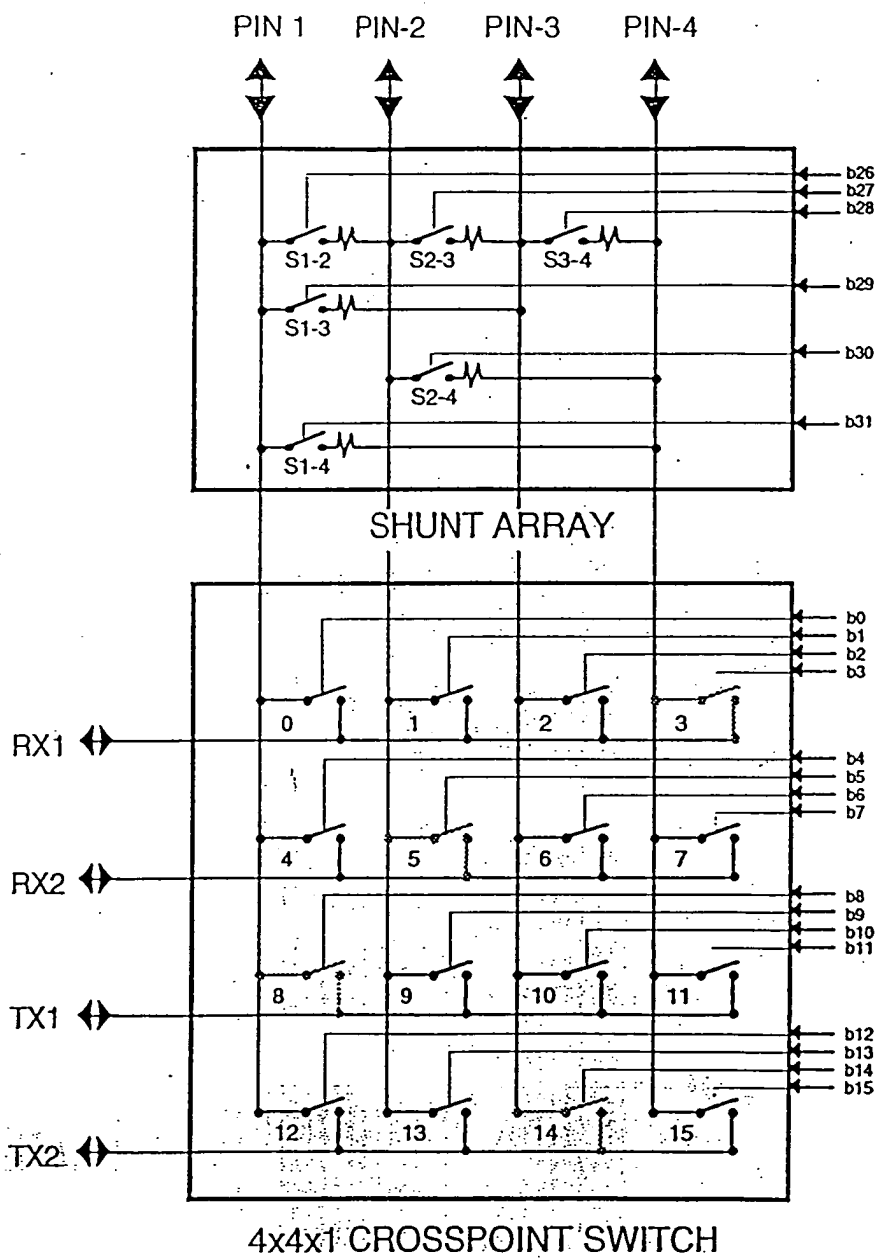 PIN 1 PIN-2 PIN-3 PIN-4
b26
b27
b28
S1-2 S2-3 S3-4
b29
S1-3
b30
S2-4
b31
S1-4
SHUNT ARRAY
b0
b1
b2
b3
0 1 2 3
RX1
b4
b5
b6
b7
4 5 6 7
RX2
b8
b9
b10
b11
8 9 10 11
TX1
b12
b13
b14
b15
12 13 14 15
TX2
4x4x1 CROSSPOINT SWITCH